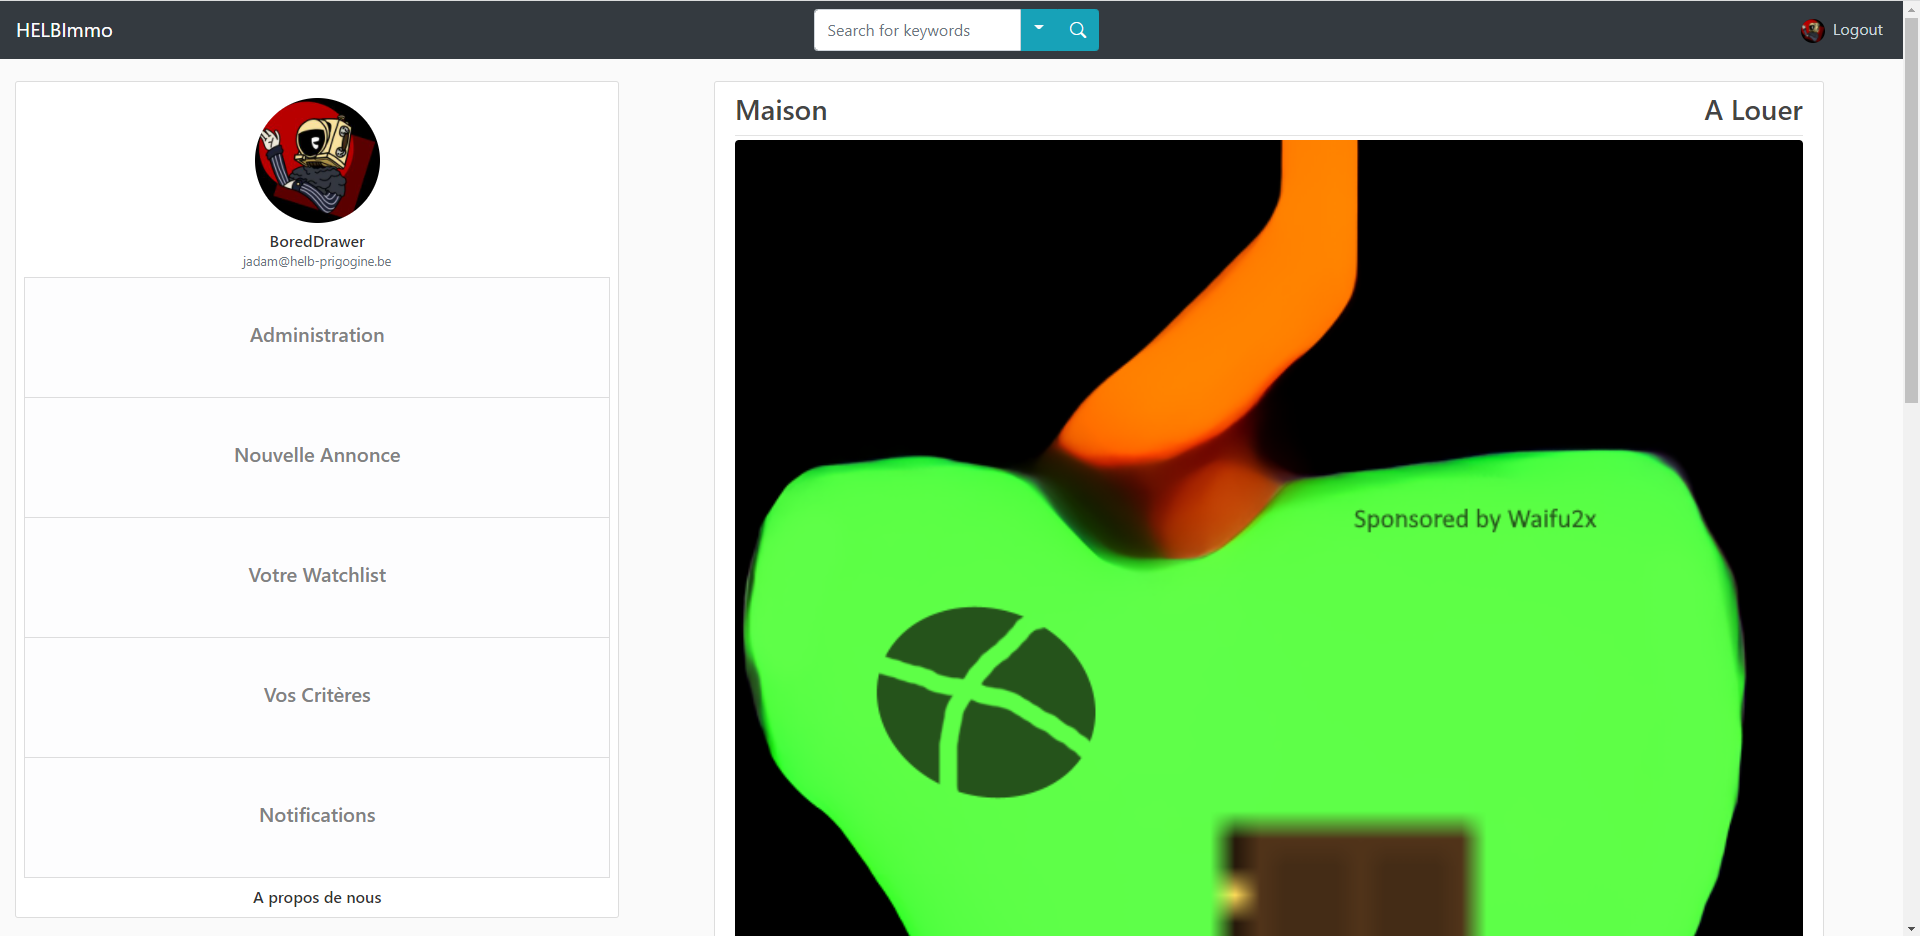 HELBImmo
Search for keywords
Logout
BoredDrawer
jadam@helb-prigogine.be
Administration
Nouvelle Annonce
Votre Watchlist
Vos Critères
Notifications
A propos de nous
Maison
A Louer
Sponsored by Waifu2x